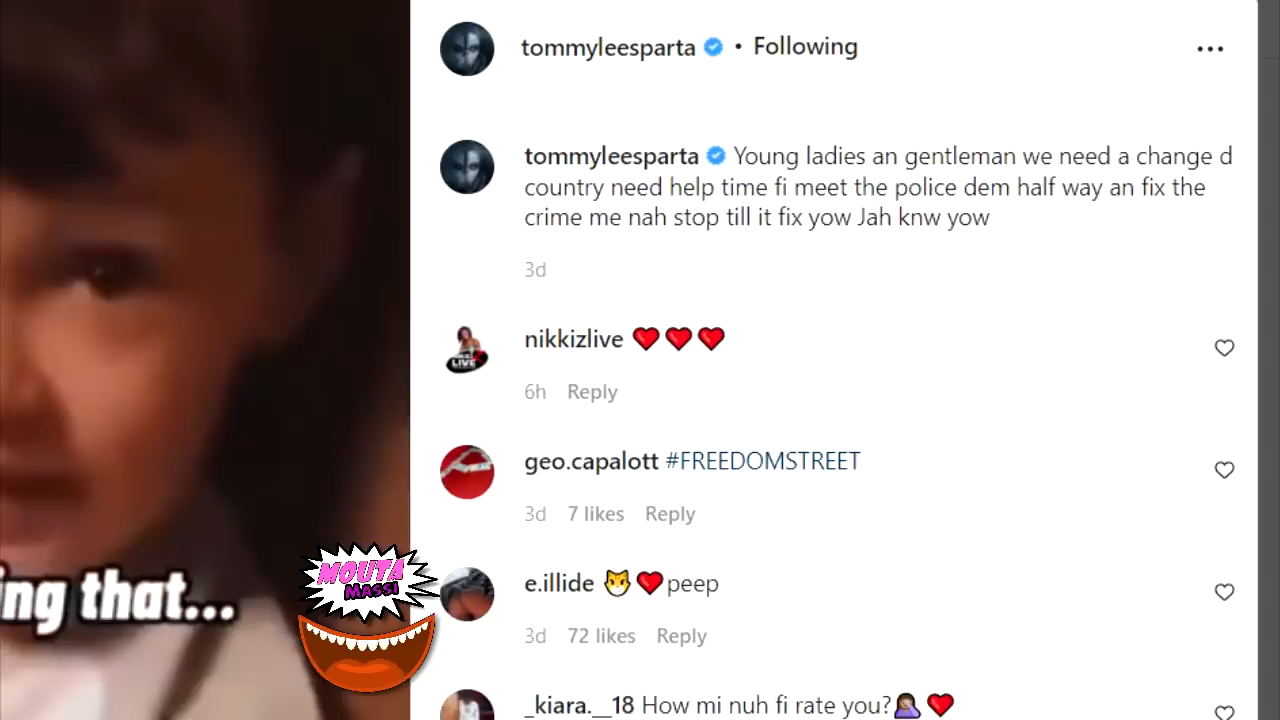 tommyleesparta • Following
tommyleesparta Young ladies an gentleman we need a change d
country need help time fi meet the police dem half way an fix the
crime me nah stop till it fix yow Jah knw yow
3d
nikkizlive ❤️❤️❤️
6h Reply
geo.capalott #FREEDOMSTREET
3d 7 likes Reply
e.illide 🐱❤️peep
3d 72 likes Reply
_kiara.__18 How mi nuh fi rate you?🤦🏽‍♀️❤️
ing that...
MOUTA
MASSI
LIVE